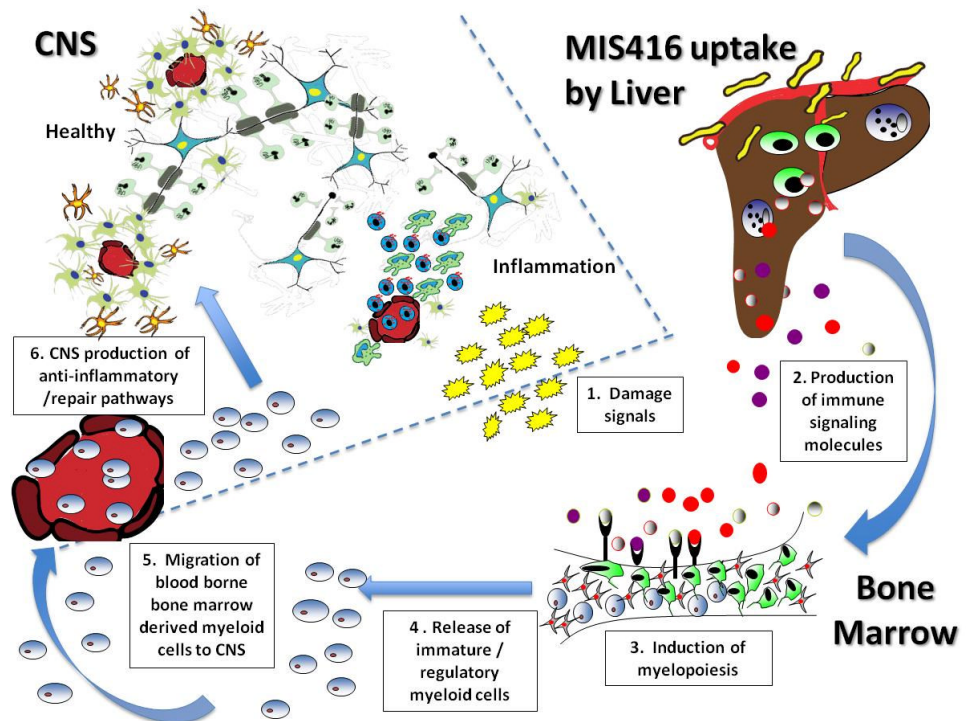 CNS
MIS416 uptake
by Liver
Healthy
Inflammation
6. CNS production of
anti-inflammatory
/repair pathways
1. Damage
signals
2. Production
of immune
signaling
molecules
5. Migration of
blood borne
bone marrow
derived myeloid
cells to CNS
4 . Release of
immature /
regulatory
myeloid cells
3. Induction of
myelopoiesis
Bone
Marrow